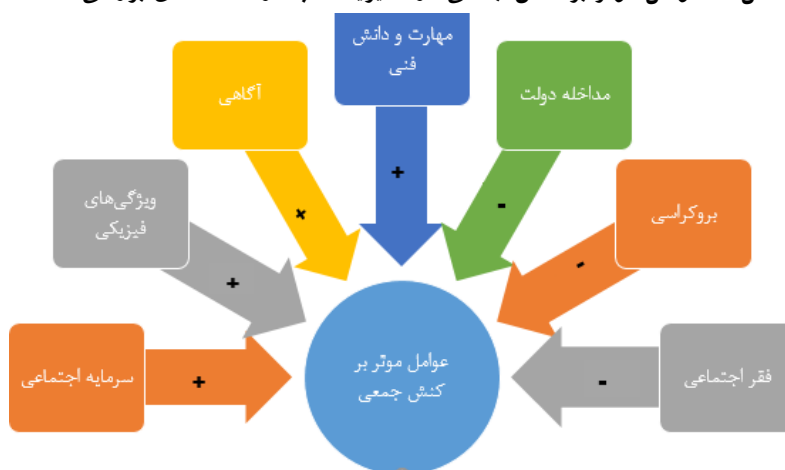 مهارت و دانش
فنی
آگاهی
مداخله دولت
ویژگی‌های
فیزیکی
بروکراسی
+
+
-
+
-
سرمایه اجتماعی
+
عوامل موثر بر
کنش جمعی
-
فقر اجتماعی